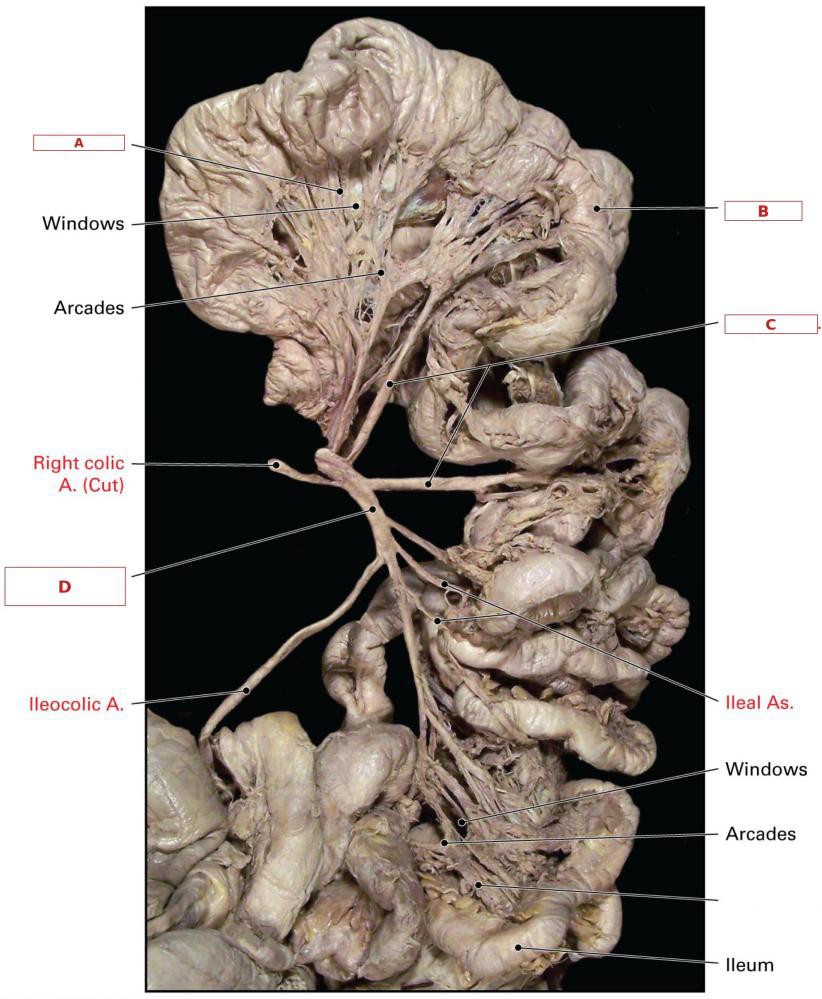 A
Windows
B
Arcades
C
Right colic
A. (Cut)
D
Ileocolic A.
Ileal As.
Windows
Arcades
Ileum